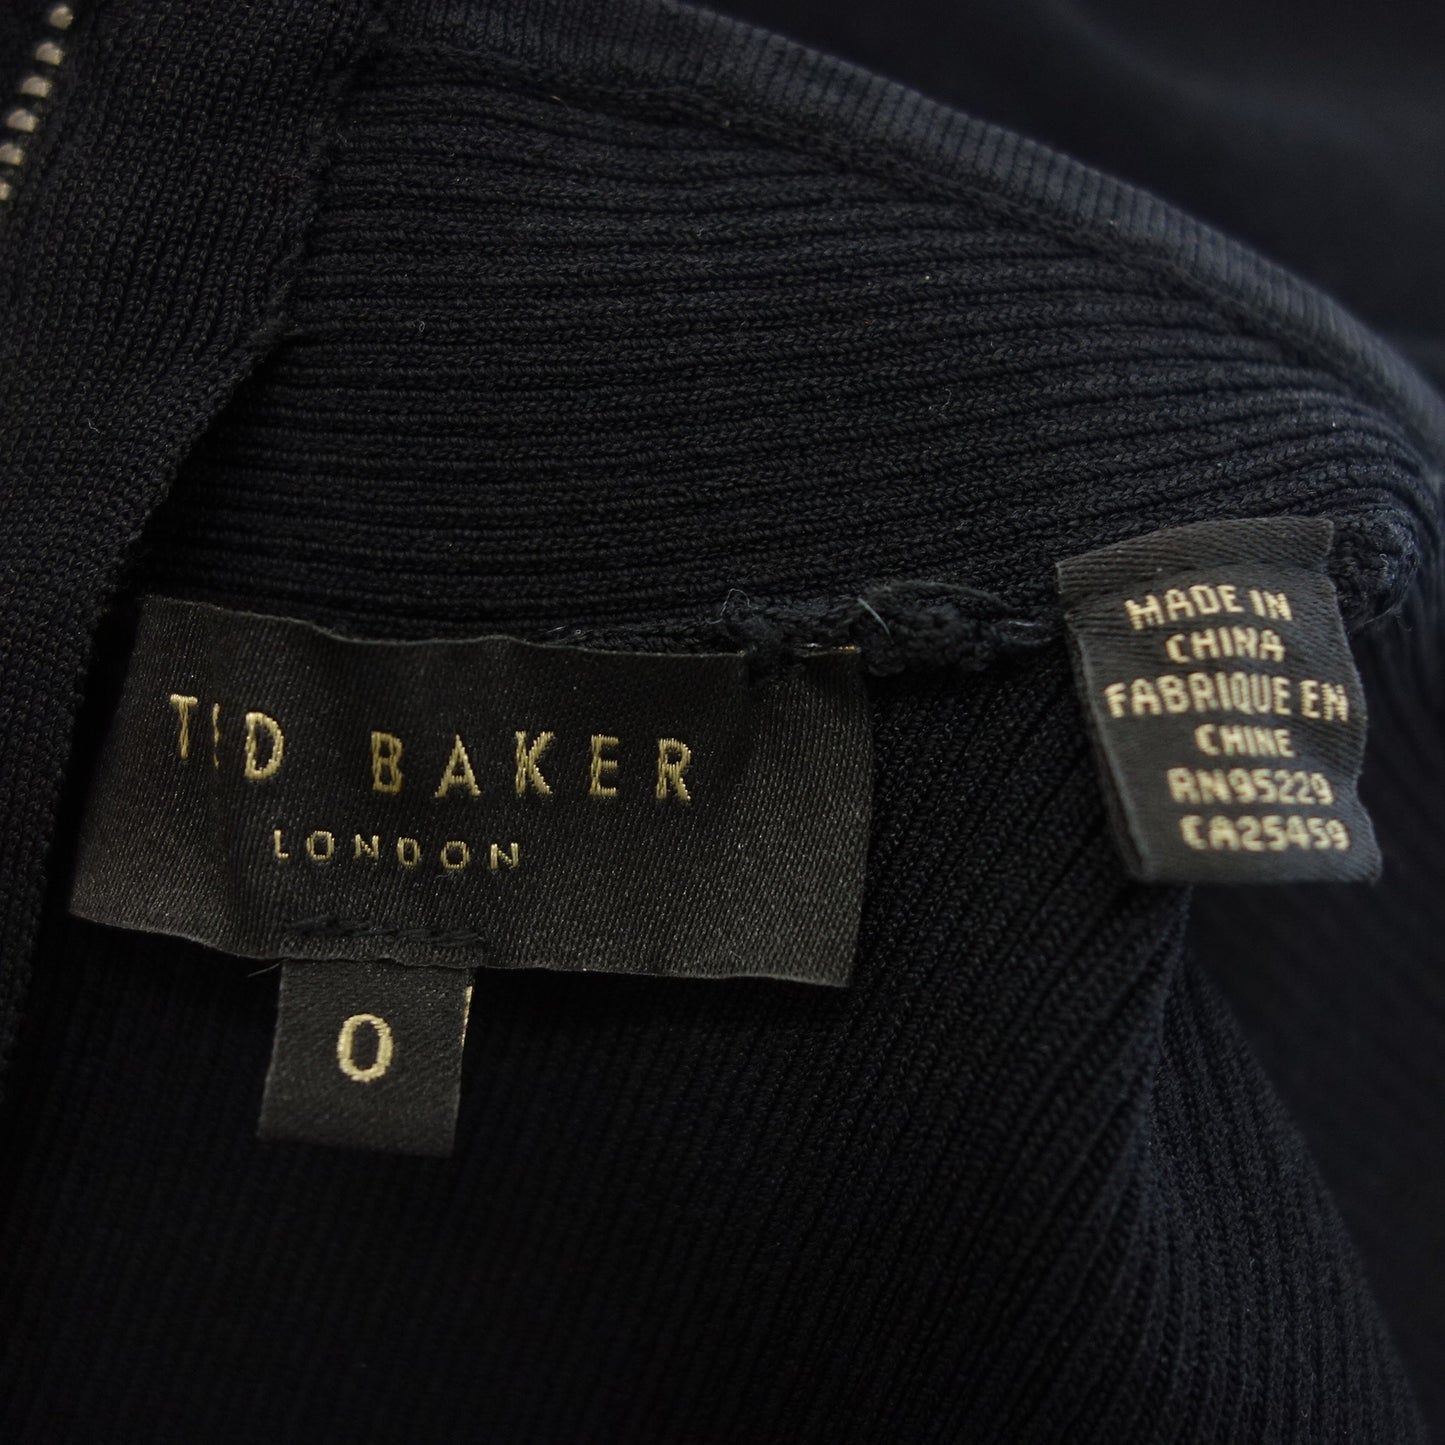 TED BAKER
LONDON
0
MADE IN
CHINA
FABRIQUE EN
CHINE
RN95229
CA25459